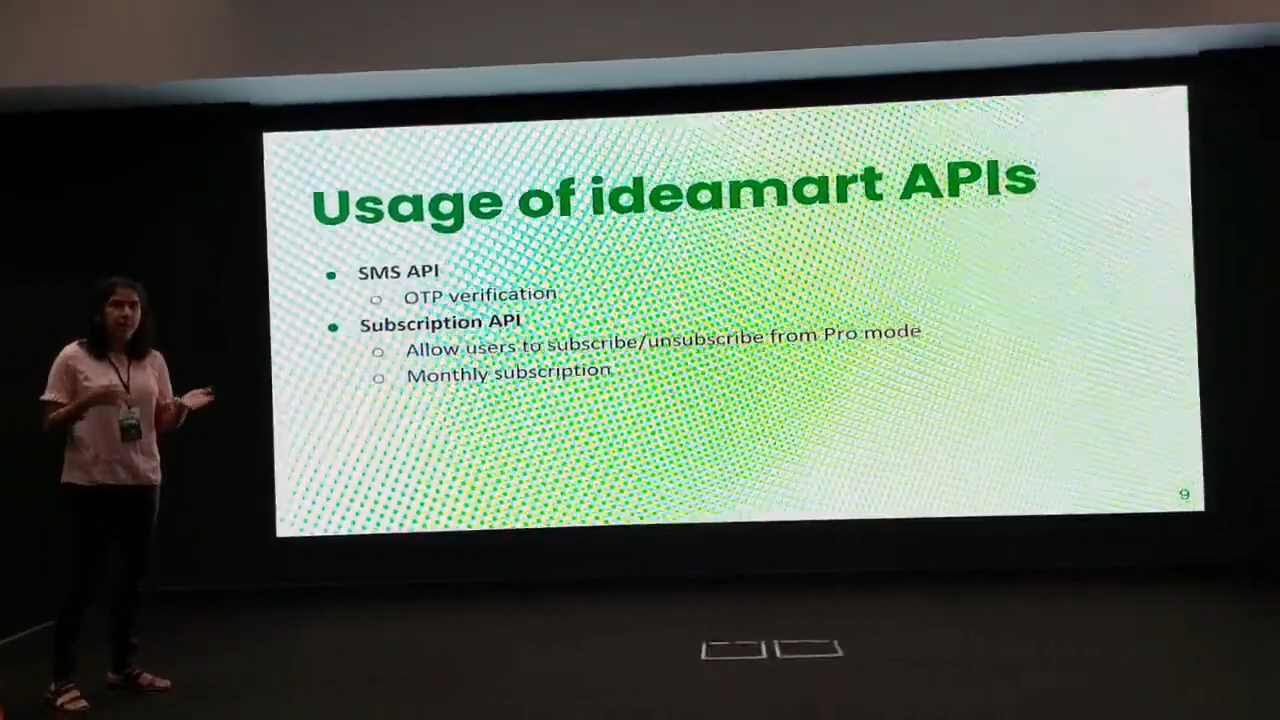 Usage of ideamart APIs
SMS API
OTP verification
Subscription API
Allow users to subscribe/unsubscribe from Pro mode
Monthly subscription
9